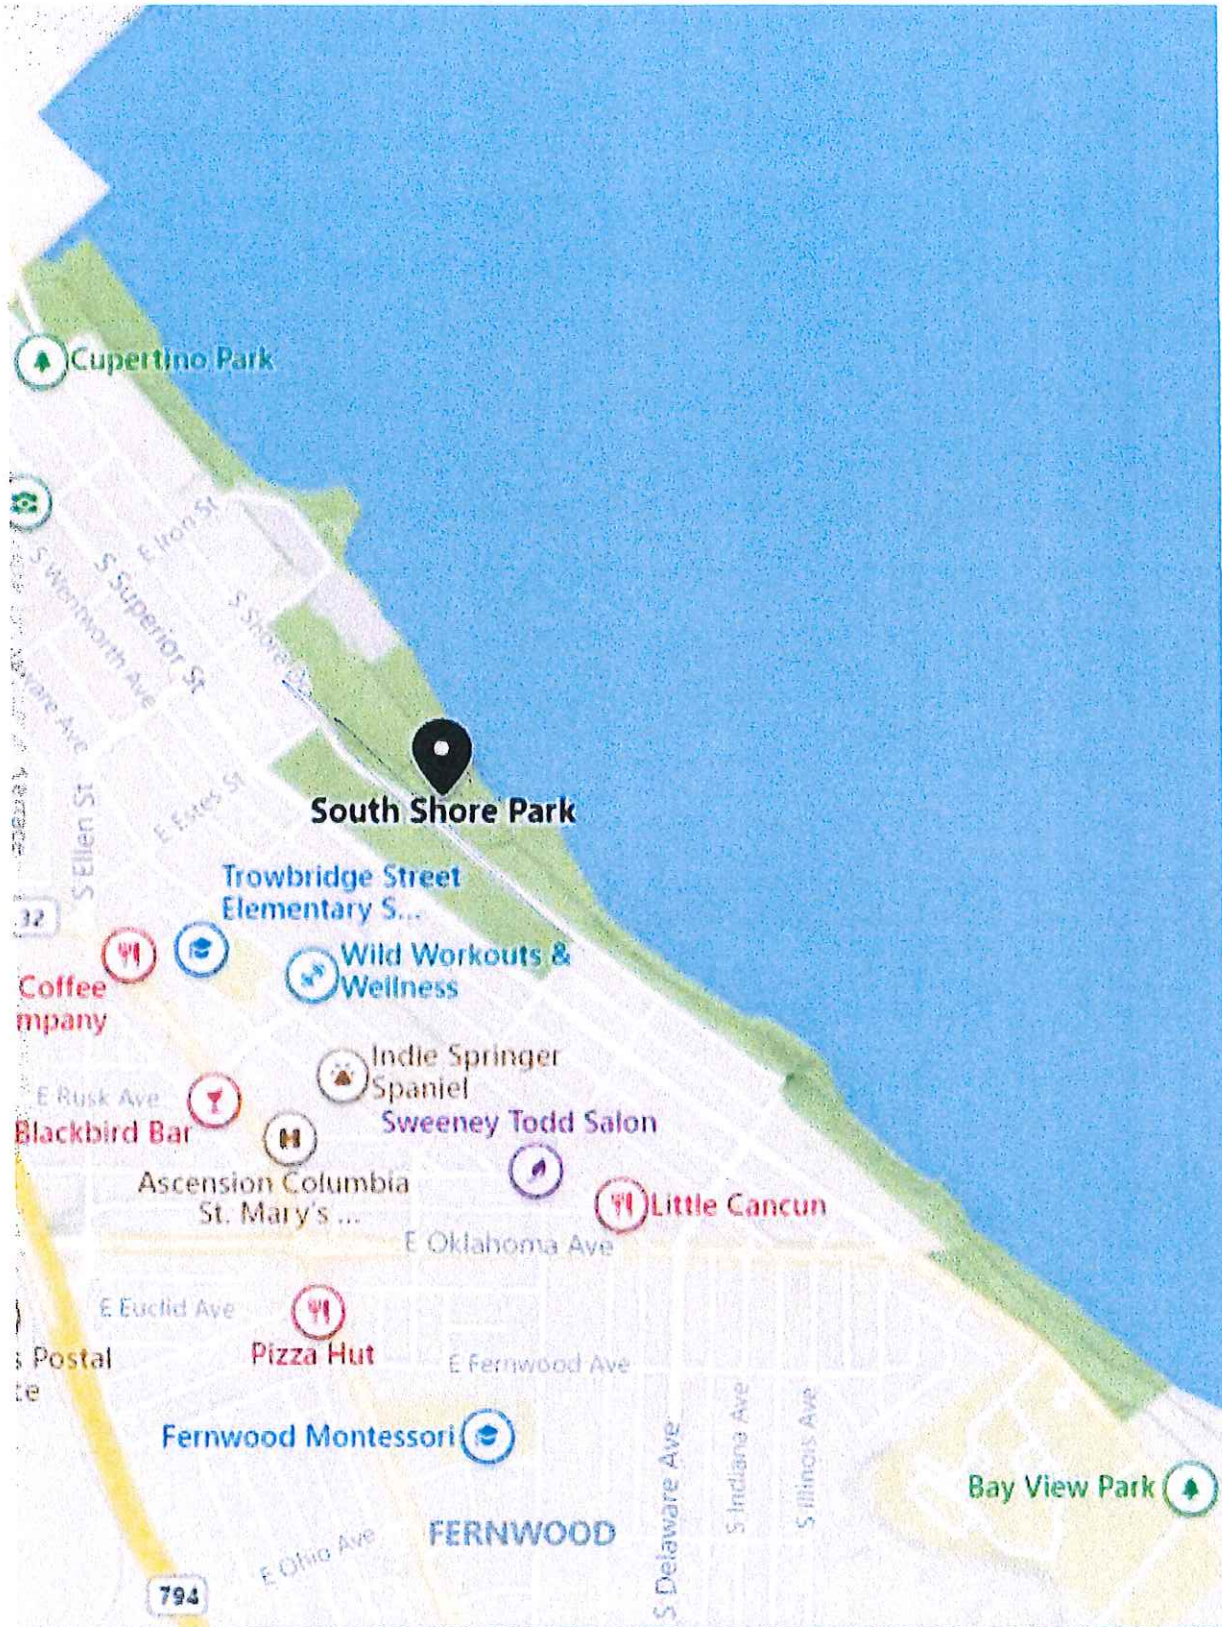 Cupertino Park
E Iron St
S Superior St
S Wentworth Ave
S Shore Dr
South Shore Park
E Estes St
S Ellen St
Trowbridge Street
Elementary S...
32
Wild Workouts &
Wellness
Coffee
mpany
Indie Springer
Spaniel
E Rusk Ave
Blackbird Bar
Sweeney Todd Salon
Ascension Columbia
St. Mary's ...
Little Cancun
E Oklahoma Ave
E Euclid Ave
Pizza Hut
s Postal
te
E Fernwood Ave
Fernwood Montessori
S Delaware Ave
S Indiana Ave
S Illinois Ave
Bay View Park
FERNWOOD
E Ohio Ave
794